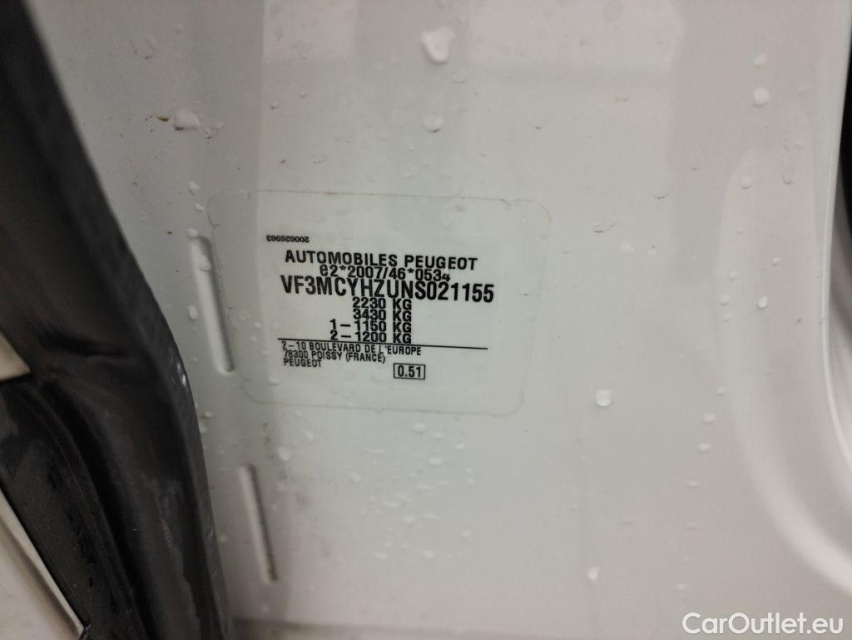 200626963
AUTOMOBILES PEUGEOT
e2*2007/46*0534
VF3MCYHZUNS021155
2230 KG
3430 KG
1-1150 KG
2-1200 KG
2-10 BOULEVARD DE L'EUROPE
78300 POISSY (FRANCE)
PEUGEOT
0.51
CarOutlet.eu